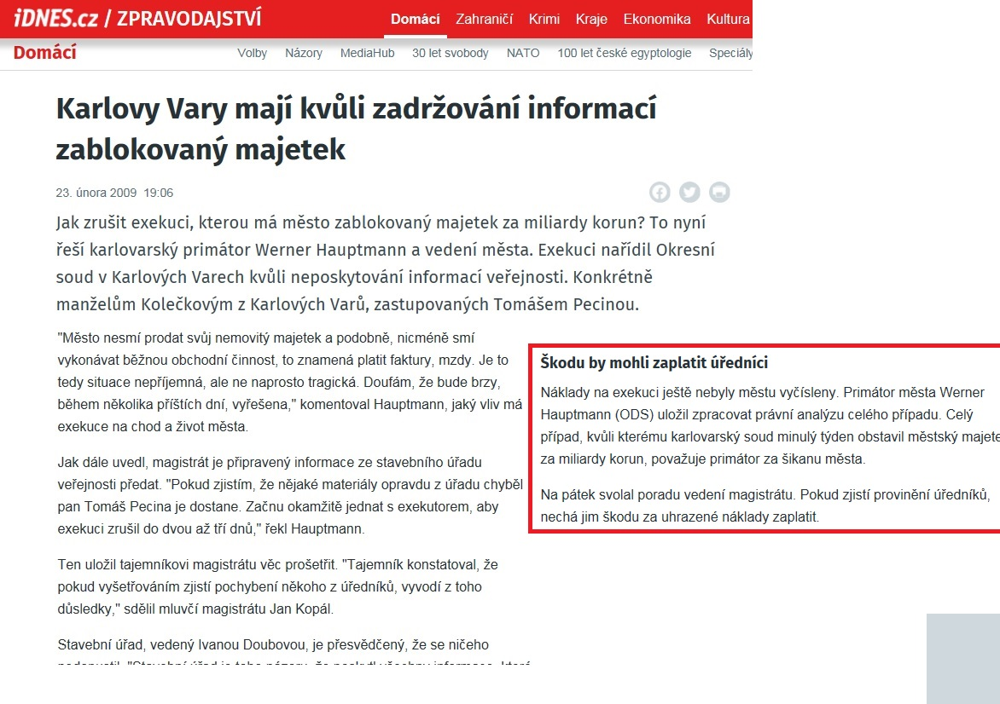 iDNES.cz / ZPRAVODAJSTVÍ
Domácí Zahraničí Krimi Kraje Ekonomika Kultura
Domácí
Volby Názory MediaHub 30 let svobody NATO 100 let české egyptologie Speciály
Karlovy Vary mají kvůli zadržování informací
zablokovaný majetek
23. února 2009 19:06
Jak zrušit exekuci, kterou má město zablokovaný majetek za miliardy korun? To nyní
řeší karlovarský primátor Werner Hauptmann a vedení města. Exekuci nařídil Okresní
soud v Karlových Varech kvůli neposkytování informací veřejnosti. Konkrétně
manželům Kolečkovým z Karlových Varů, zastupovaných Tomášem Pecinou.
"Město nesmí prodat svůj nemovitý majetek a podobně, nicméně smí
vykonávat běžnou obchodní činnost, to znamená platit faktury, mzdy. Je to
tedy situace nepříjemná, ale ne naprosto tragická. Doufám, že bude brzy,
během několika příštích dní, vyřešena," komentoval Hauptmann, jaký vliv má
exekuce na chod a život města.
Jak dále uvedl, magistrát je připravený informace ze stavebního úřadu
veřejnosti předat. "Pokud zjistím, že nějaké materiály opravdu z úřadu chyběl
pan Tomáš Pecina je dostane. Začnu okamžitě jednat s exekutorem, aby
exekuci zrušil do dvou až tří dnů," řekl Hauptmann.
Ten uložil tajemníkovi magistrátu věc prošetřit. "Tajemník konstatoval, že
pokud vyšetřováním zjistí pochybení někoho z úředníků, vyvodí z toho
důsledky," sdělil mluvčí magistrátu Jan Kopál.
Stavební úřad, vedený Ivanou Doubovou, je přesvědčený, že se ničeho
Škodu by mohli zaplatit úředníci
Náklady na exekuci ještě nebyly městu vyčísleny. Primátor města Werner
Hauptmann (ODS) uložil zpracovat právní analýzu celého případu. Celý
případ, kvůli kterému karlovarský soud minulý týden obstavil městský majete
za miliardy korun, považuje primátor za šikanu města.
Na pátek svolal poradu vedení magistrátu. Pokud zjistí provinění úředníků,
nechá jim škodu za uhrazené náklady zaplatit.